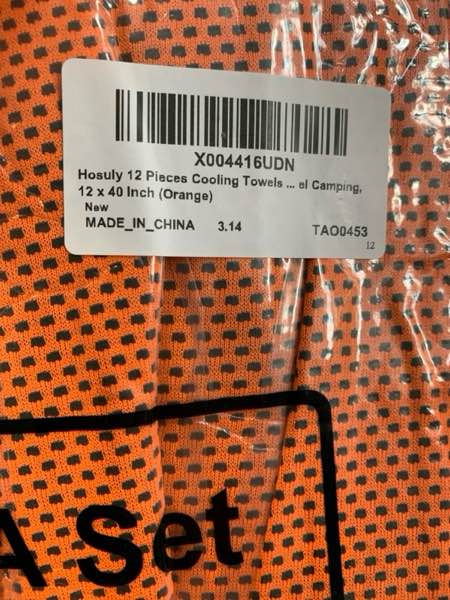 X004416UDN
Hosuly 12 Pieces Cooling Towels ... el Camping,
12 x 40 Inch (Orange)
New
MADE_IN_CHINA 3.14 TAO0453
12
A Set